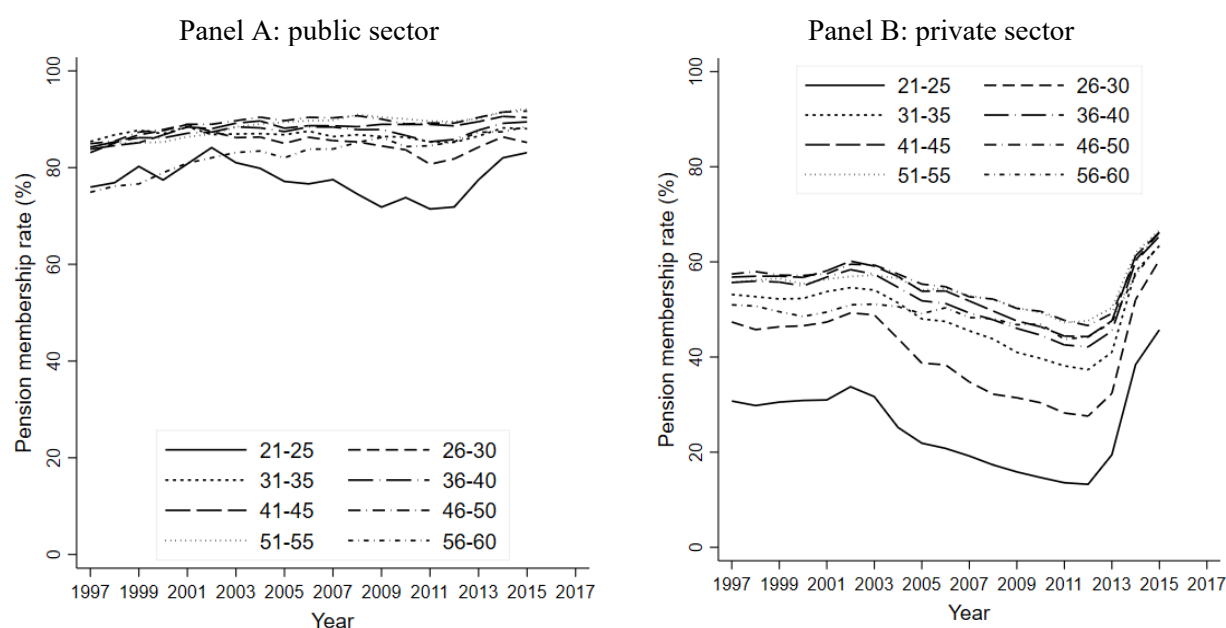 Panel A: public sector
Pension membership rate (%)
100
80
60
40
20
0
21-25 26-30
31-35 36-40
41-45 46-50
51-55 56-60
1997 1999 2001 2003 2005 2007 2009 2011 2013 2015 2017
Year
Panel B: private sector
Pension membership rate (%)
100
80
60
40
20
0
21-25 26-30
31-35 36-40
41-45 46-50
51-55 56-60
1997 1999 2001 2003 2005 2007 2009 2011 2013 2015 2017
Year